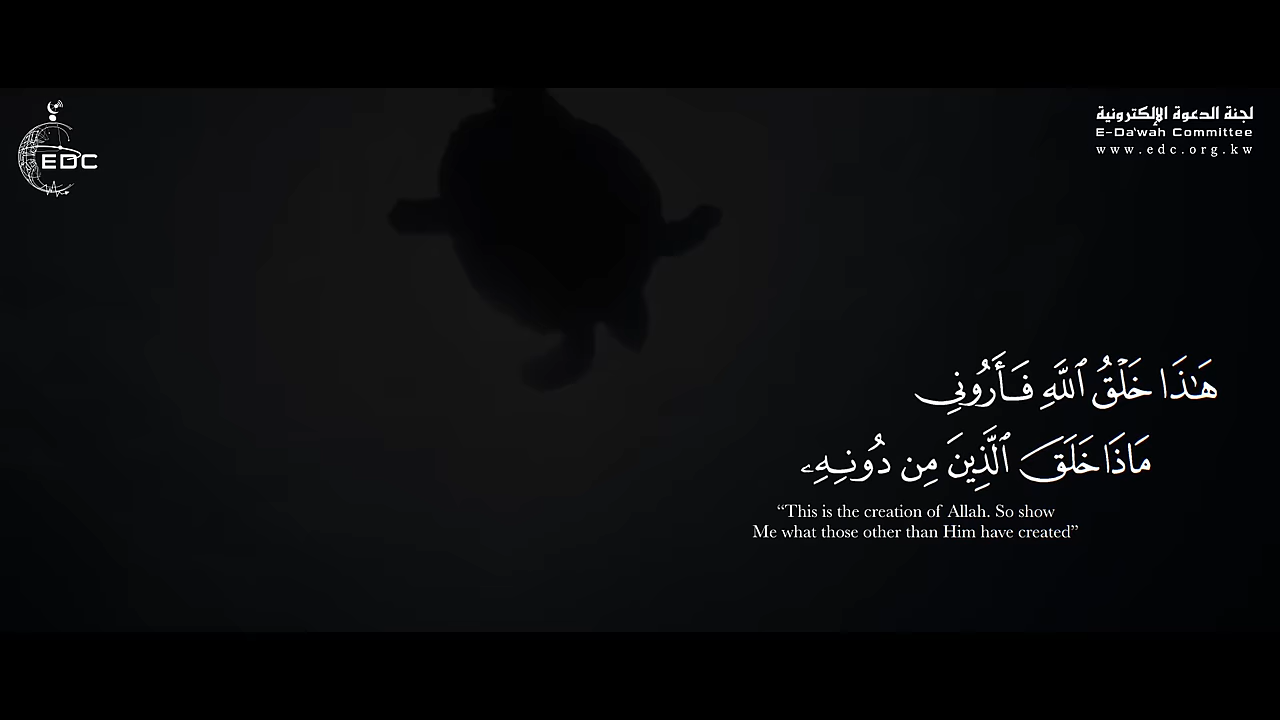 EDC
لجنة الدعوة الإلكترونية
E-Da'wah Committee
www.edc.org.kw
هَـٰذَا خَلْقُ ٱللَّهِ فَأَرُونِى
مَاذَا خَلَقَ ٱلَّذِينَ مِن دُونِهِۦ
“This is the creation of Allah. So show
Me what those other than Him have created”